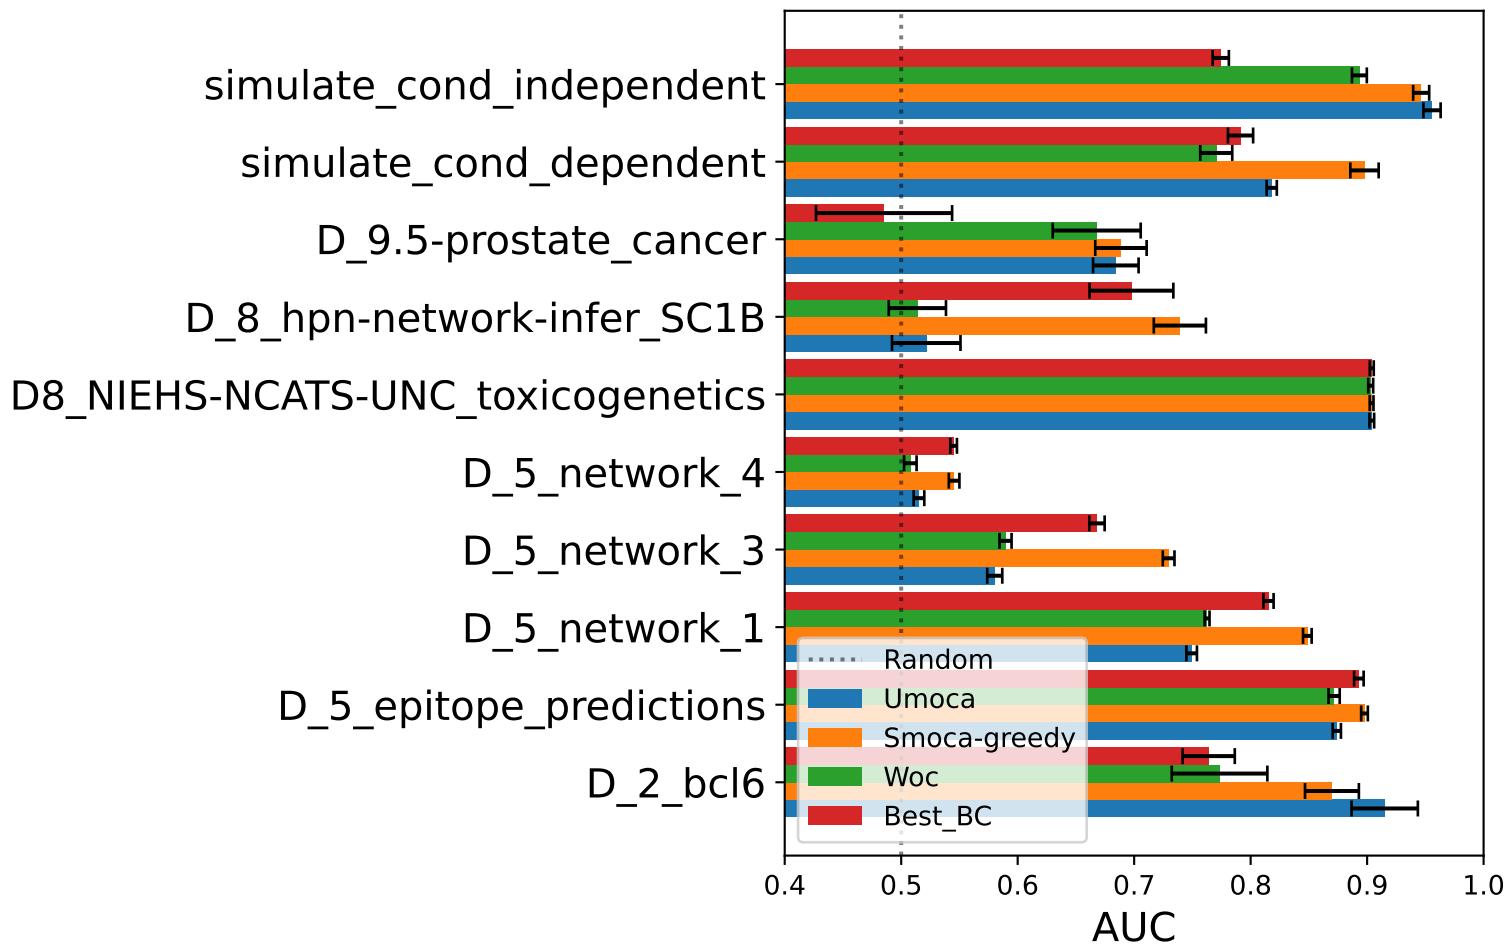 simulate_cond_independent
simulate_cond_dependent
D_9.5-prostate_cancer
D_8_hpn-network-infer_SC1B
D8_NIEHS-NCATS-UNC_toxicogenetics
D_5_network_4
D_5_network_3
D_5_network_1
D_5_epitope_predictions
D_2_bcl6
Random
Umoca
Smoca-greedy
Woc
Best_BC
0.4 0.5 0.6 0.7 0.8 0.9 1.0
AUC